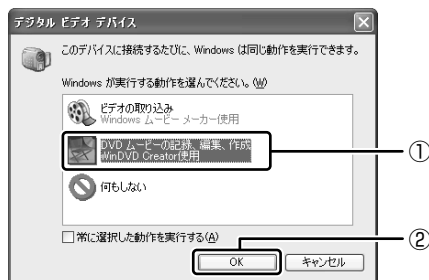 デジタル ビデオ デバイス
このデバイスに接続するたびに、Windows は同じ動作を実行できます。
Windows が実行する動作を選んでください。(W)
ビデオの取り込み
Windows ムービー メーカー使用
DVD ムービーの記録、編集、作成
WinDVD Creator使用
①
何もしない
常に選択した動作を実行する(A)
②
OK キャンセル